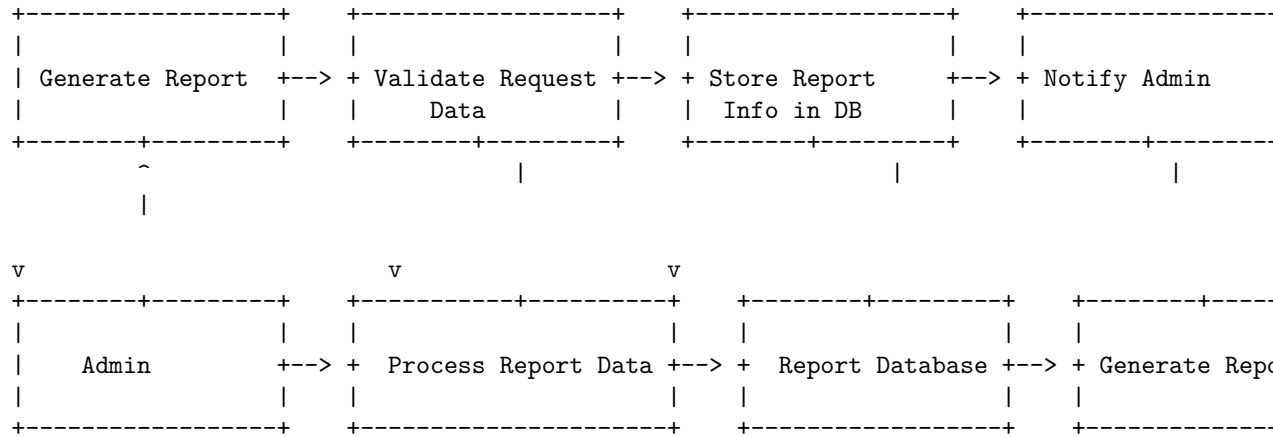 Generate Report
Validate Request
Store Report
Notify Admin
Data
Info in DB
v
v
v
Admin
Process Report Data
Report Database
Generate